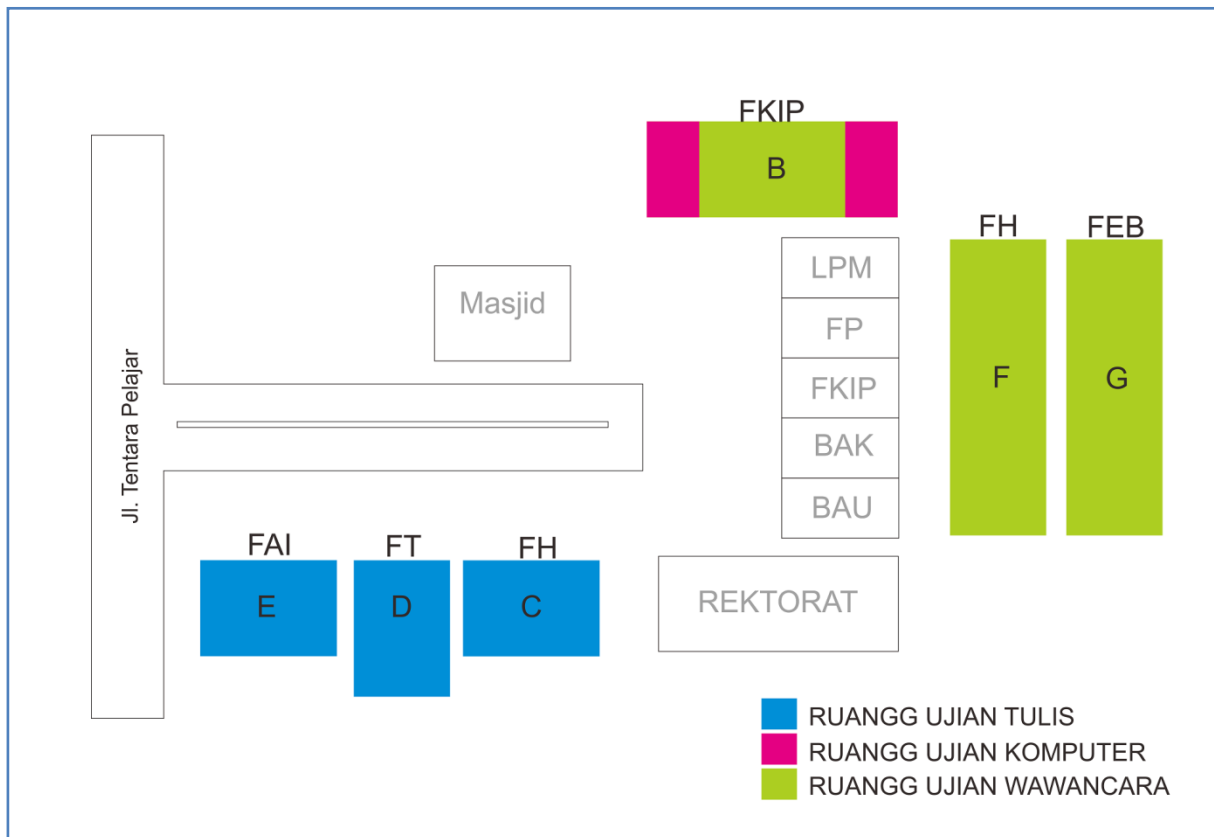 FKIP
B
FH
FEB
LPM
Masjid
FP
FKIP
F
G
Jl. Tentara Pelajar
BAK
BAU
FAI
FT
FH
E
D
C
REKTORAT
RUANGG UJIAN TULIS
RUANGG UJIAN KOMPUTER
RUANGG UJIAN WAWANCARA